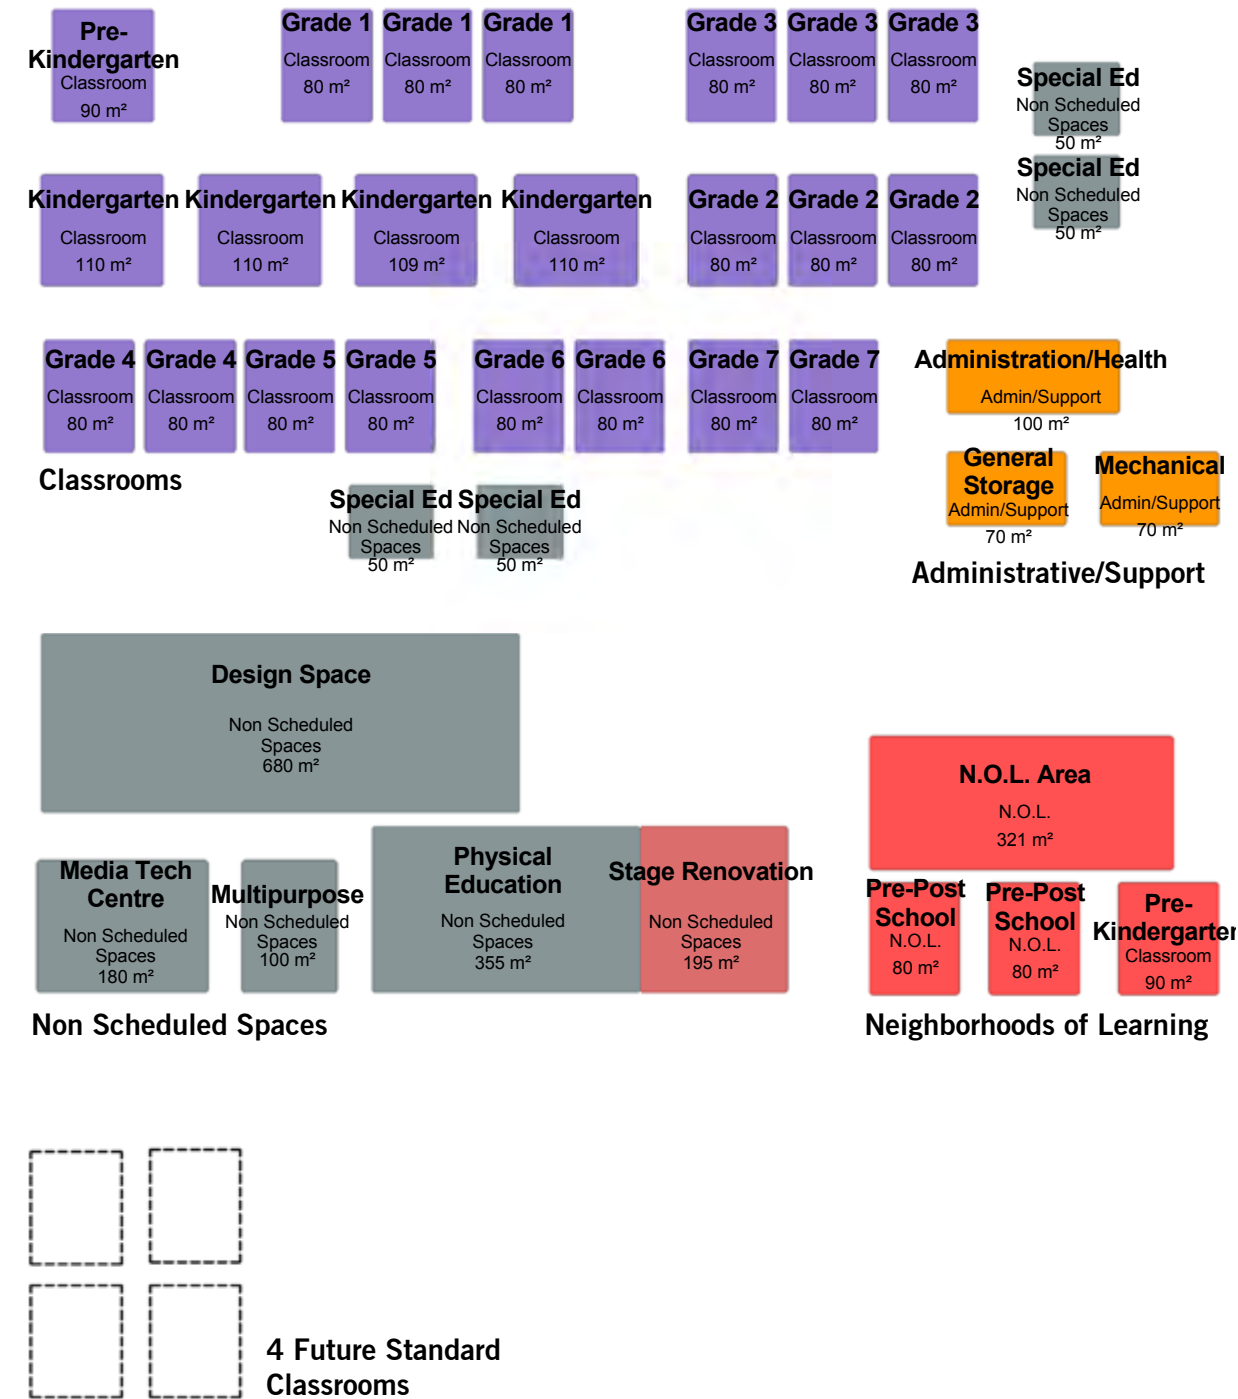 Pre-
Kindergarten
Classroom
90 m²
Grade 1
Classroom
80 m²
Grade 1
Classroom
80 m²
Grade 1
Classroom
80 m²
Grade 3
Classroom
80 m²
Grade 3
Classroom
80 m²
Grade 3
Classroom
80 m²
Special Ed
Non Scheduled
Spaces
50 m²
Special Ed
Non Scheduled
Spaces
50 m²
Kindergarten
Classroom
110 m²
Kindergarten
Classroom
110 m²
Kindergarten
Classroom
109 m²
Kindergarten
Classroom
110 m²
Grade 2
Classroom
80 m²
Grade 2
Classroom
80 m²
Grade 2
Classroom
80 m²
Grade 4
Classroom
80 m²
Grade 4
Classroom
80 m²
Grade 5
Classroom
80 m²
Grade 5
Classroom
80 m²
Grade 6
Classroom
80 m²
Grade 6
Classroom
80 m²
Grade 7
Classroom
80 m²
Grade 7
Classroom
80 m²
Classrooms
Special Ed
Non Scheduled
Spaces
50 m²
Special Ed
Non Scheduled
Spaces
50 m²
Administration/Health
Admin/Support
100 m²
General
Storage
Admin/Support
70 m²
Mechanical
Admin/Support
70 m²
Administrative/Support
Design Space
Non Scheduled
Spaces
680 m²
Media Tech
Centre
Non Scheduled
Spaces
180 m²
Multipurpose
Non Scheduled
Spaces
100 m²
Physical
Education
Non Scheduled
Spaces
355 m²
Stage Renovation
Non Scheduled
Spaces
195 m²
Non Scheduled Spaces
N.O.L. Area
N.O.L.
321 m²
Pre-Post
School
N.O.L.
80 m²
Pre-Post
School
N.O.L.
80 m²
Pre-
Kindergarten
Classroom
90 m²
Neighborhoods of Learning
4 Future Standard
Classrooms